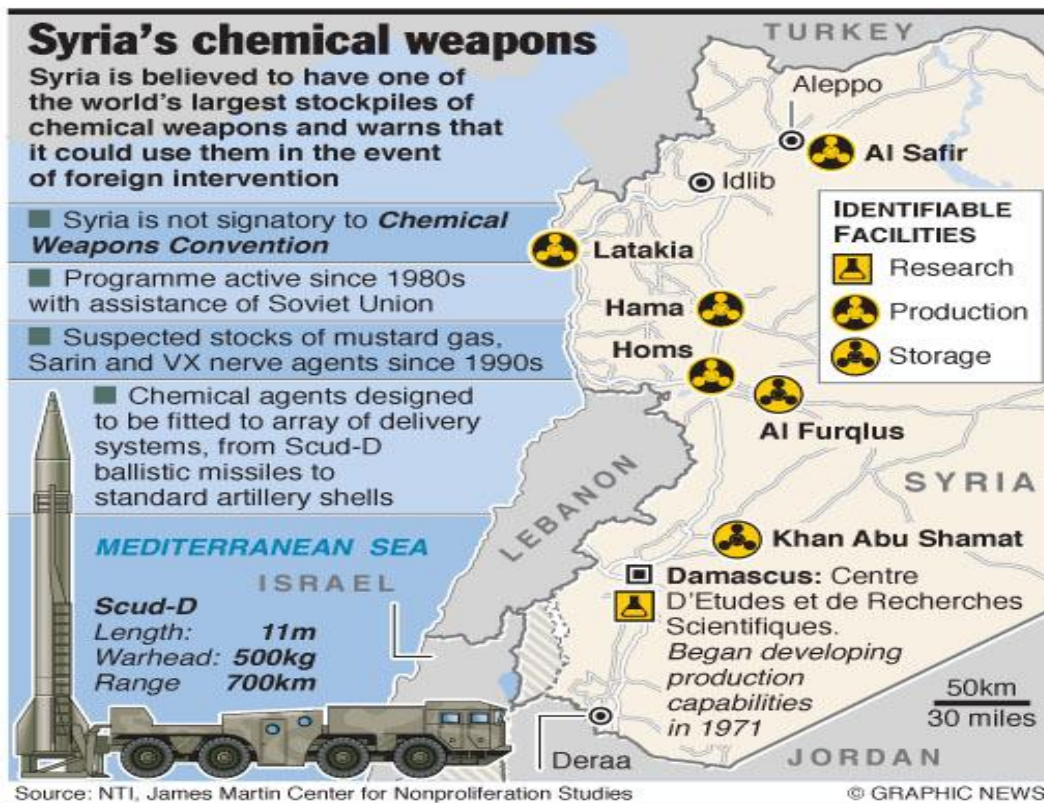 Syria's chemical weapons
Syria is believed to have one of
the world's largest stockpiles of
chemical weapons and warns that
it could use them in the event
of foreign intervention
Syria is not signatory to Chemical
Weapons Convention
Programme active since 1980s
with assistance of Soviet Union
Suspected stocks of mustard gas,
Sarin and VX nerve agents since 1990s
Chemical agents designed
to be fitted to array of delivery
systems, from Scud-D
ballistic missiles to
standard artillery shells
MEDITERRANEAN SEA
ISRAEL
Scud-D
Length: 11m
Warhead: 500kg
Range 700km
TURKEY
Aleppo
Al Safir
Idlib
Latakia
Hama
Homs
Al Furqlus
IDENTIFIABLE
FACILITIES
Research
Production
Storage
SYRIA
LEBANON
Khan Abu Shamat
Damascus: Centre
D'Etudes et de Recherches
Scientifiques.
Began developing
production
capabilities
in 1971
50km
30 miles
Deraa
JORDAN
Source: NTI, James Martin Center for Nonproliferation Studies
© GRAPHIC NEWS